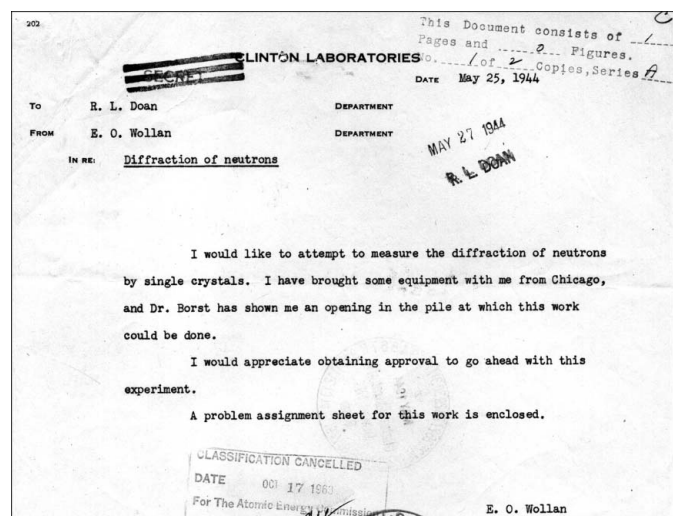 202
This Document consists of 1
Pages and 0 Figures.
No. 1 of 2 Copies, Series A
CLINTON LABORATORIES
SECRET
DATE May 25, 1944
TO R. L. Doan DEPARTMENT
FROM E. O. Wollan DEPARTMENT
MAY 27 1944
R. L. DOAN
IN RE: Diffraction of neutrons
I would like to attempt to measure the diffraction of neutrons
by single crystals. I have brought some equipment with me from Chicago,
and Dr. Borst has shown me an opening in the pile at which this work
could be done.
I would appreciate obtaining approval to go ahead with this
experiment.
A problem assignment sheet for this work is enclosed.
CLASSIFICATION CANCELLED
DATE OCT 17 1963
For The Atomic Energy Commission
E. O. Wollan